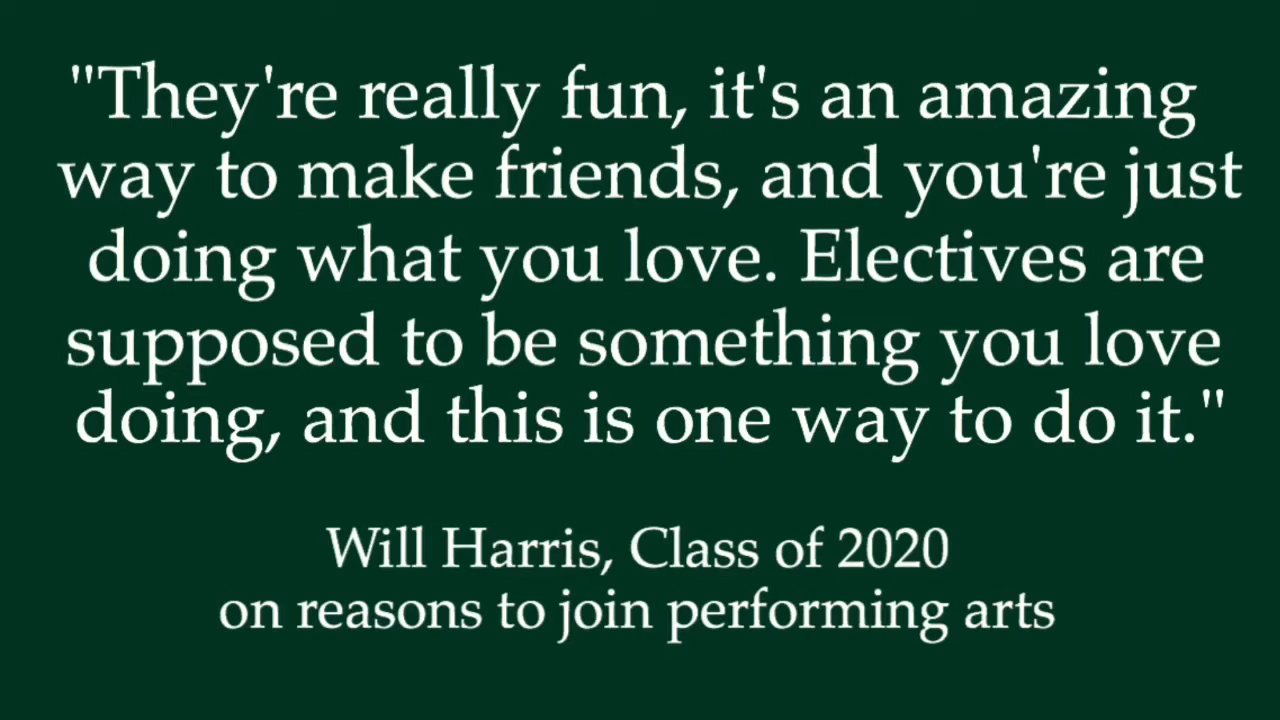 "They're really fun, it's an amazing
way to make friends, and you're just
doing what you love. Electives are
supposed to be something you love
doing, and this is one way to do it."
Will Harris, Class of 2020
on reasons to join performing arts